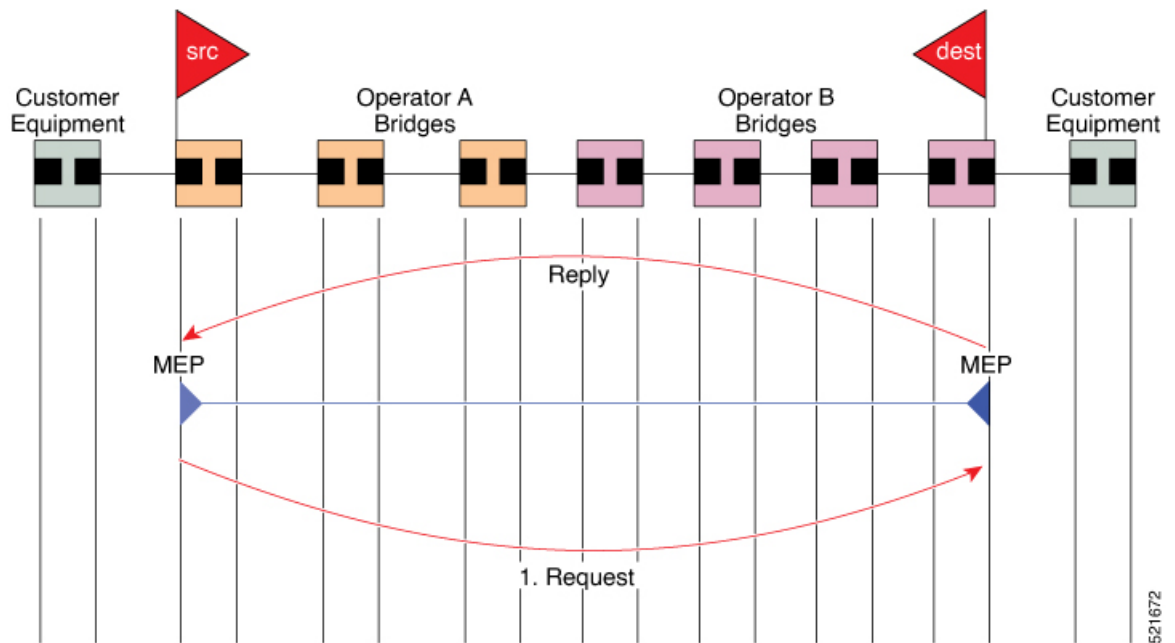 src
dest
Customer
Equipment
Operator A
Bridges
Operator B
Bridges
Customer
Equipment
Reply
MEP
MEP
1. Request
521672